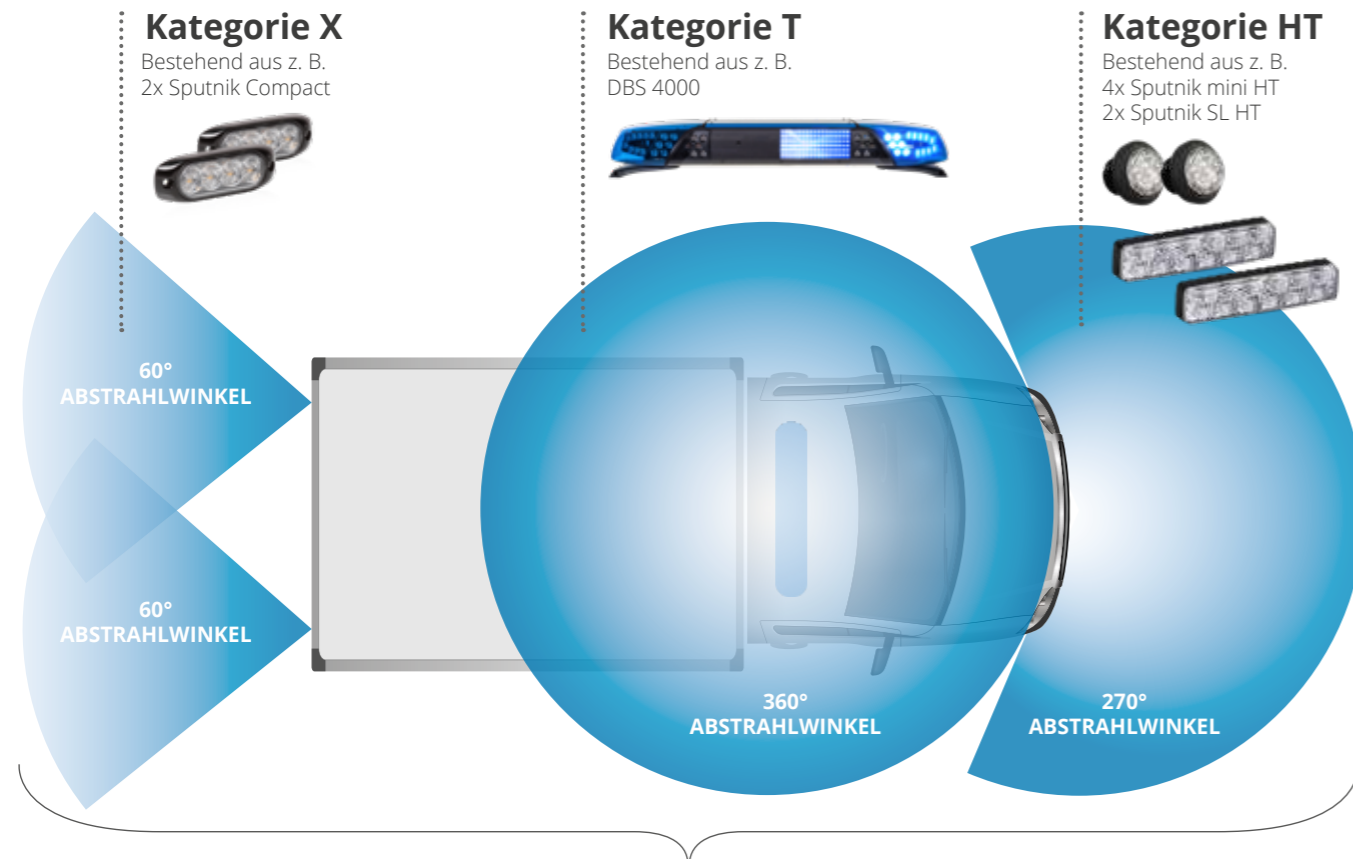 Kategorie X
Bestehend aus z. B.
2x Sputnik Compact
Kategorie T
Bestehend aus z. B.
DBS 4000
Kategorie HT
Bestehend aus z. B.
4x Sputnik mini HT
2x Sputnik SL HT
60°
ABSTRAHLWINKEL
60°
ABSTRAHLWINKEL
360°
ABSTRAHLWINKEL
270°
ABSTRAHLWINKEL